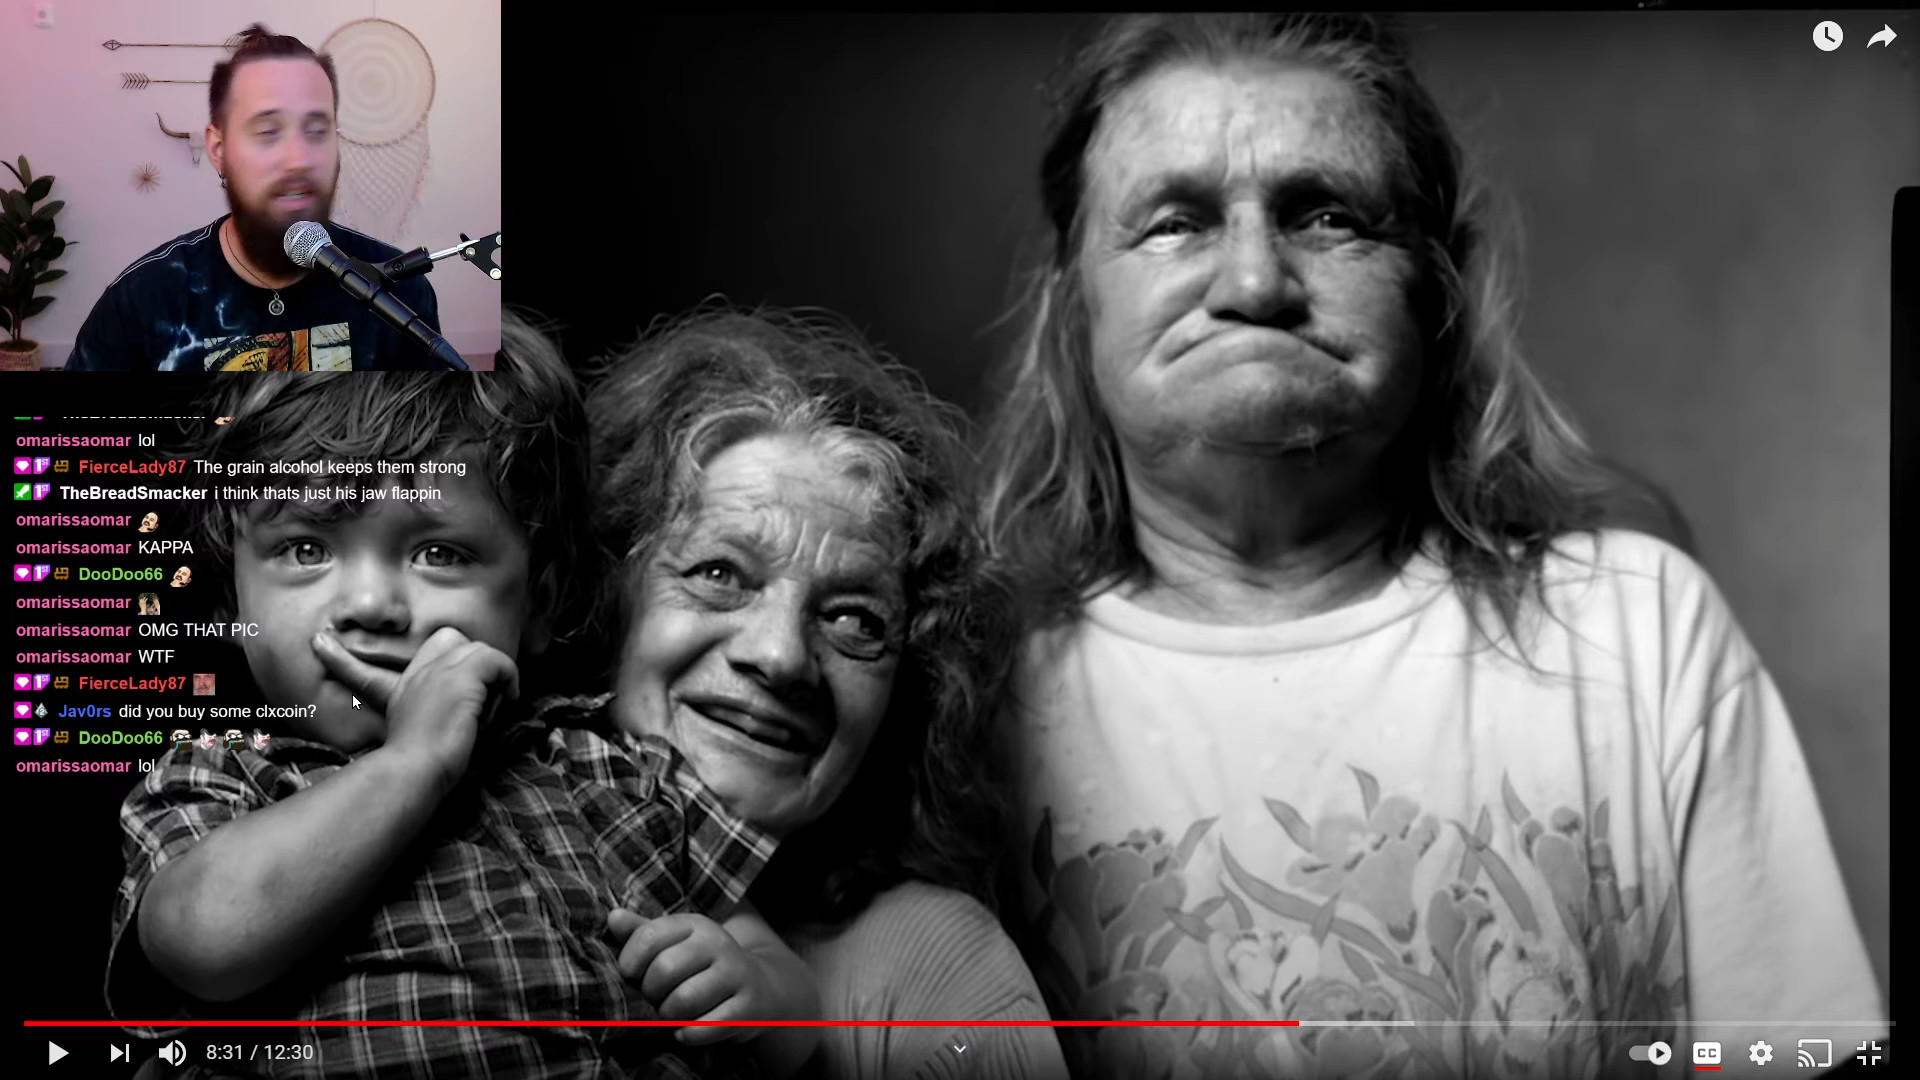 omarissaomar lol
FierceLady87 The grain alcohol keeps them strong
TheBreadSmacker i think thats just his jaw flappin
omarissaomar
omarissaomar KAPPA
DooDoo66
omarissaomar
omarissaomar OMG THAT PIC
omarissaomar WTF
FierceLady87
Jav0rs did you buy some clxcoin?
DooDoo66
omarissaomar lol
8:31 / 12:30
CC